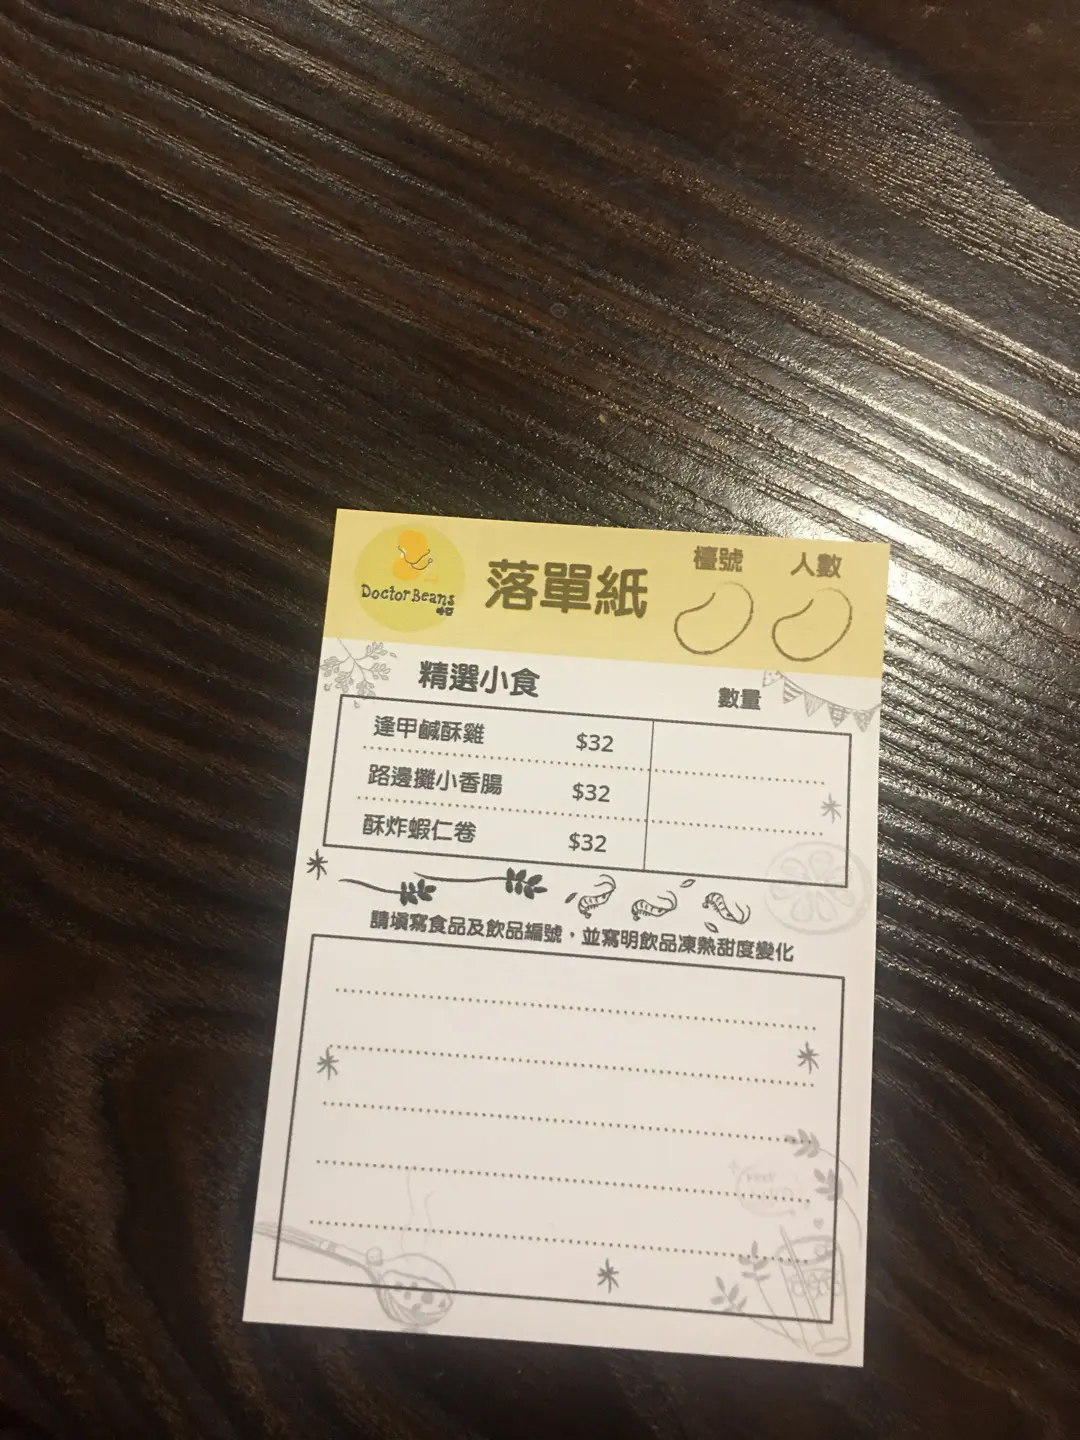 Doctor Beans
落單紙
檯號
人數
精選小食
數量
逢甲鹹酥雞 $32
路邊攤小香腸 $32
酥炸蝦仁卷 $32
請填寫食品及飲品編號，並寫明飲品凍熱甜度變化